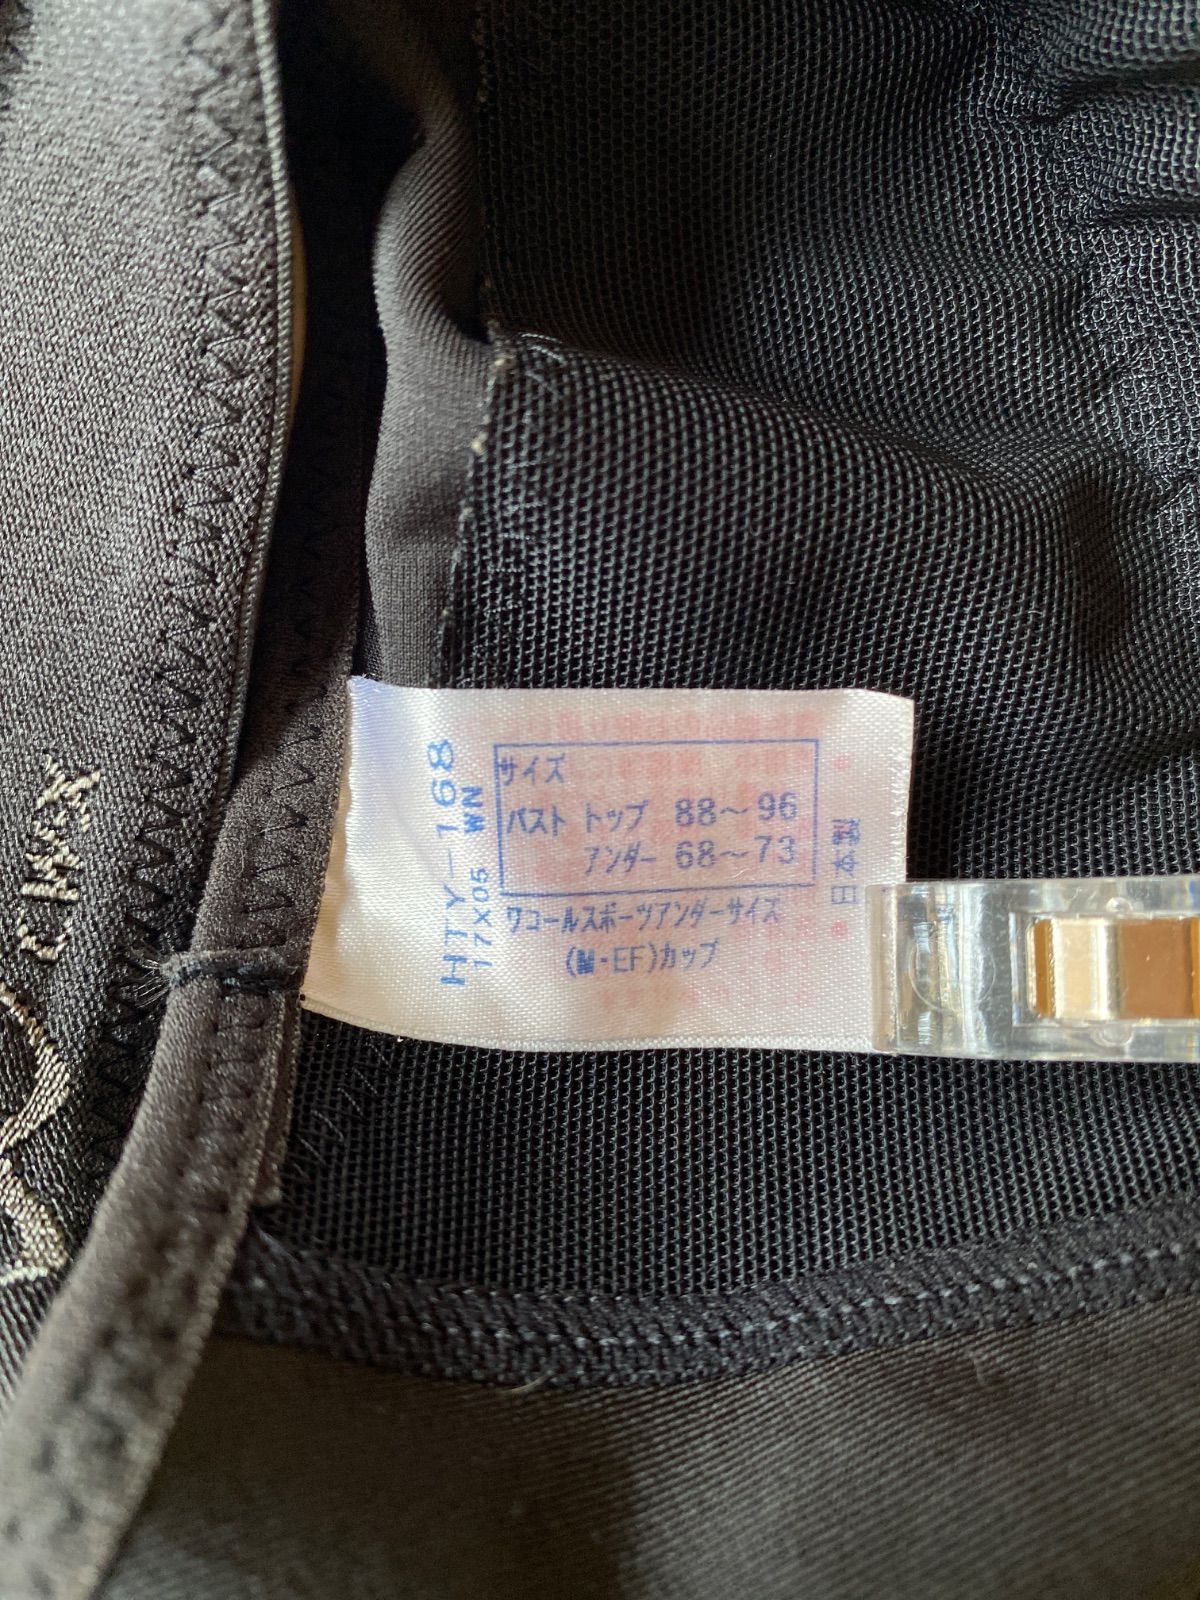 サイズ
バスト トップ 88～96
アンダー 68～73
ワコールスポーツアンダーサイズ
(M・EF)カップ
HTY-168
17X05 WN
日本製
CW-X